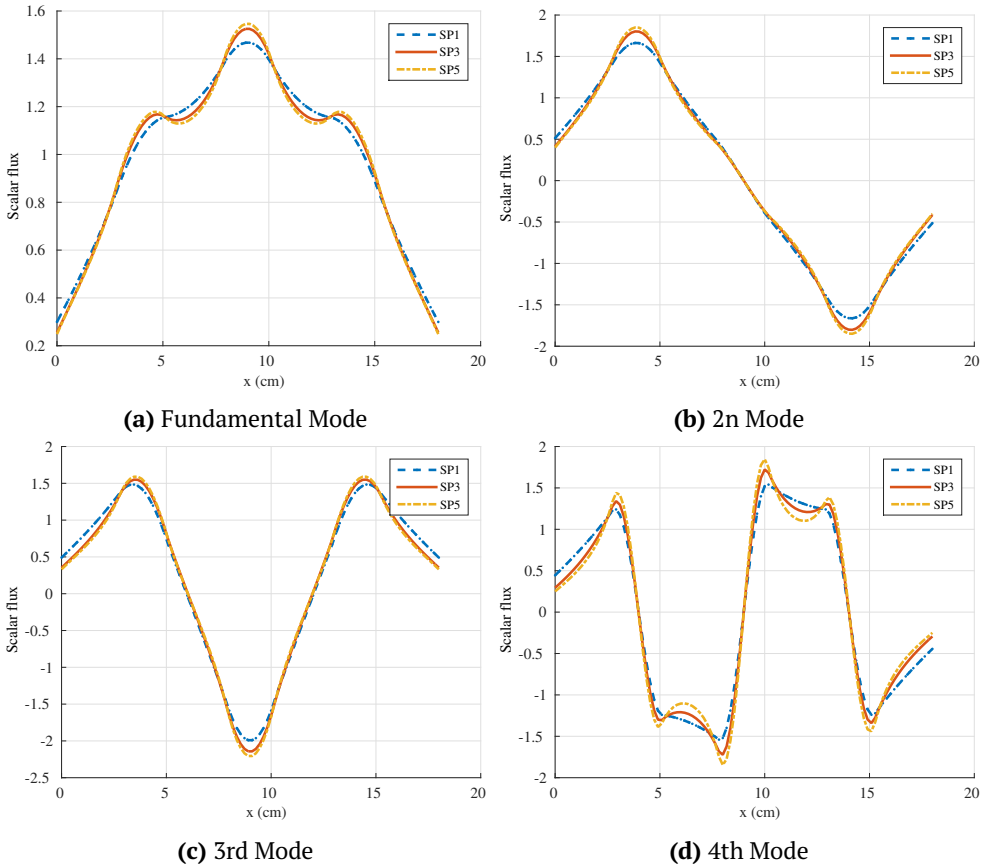 1.6
1.4
1.2
1
0.8
0.6
0.4
0.2
Scalar flux
0
5
10
15
20
x (cm)
SP1
SP3
SP5
(a) Fundamental Mode
2
1.5
1
0.5
0
-0.5
-1
-1.5
-2
Scalar flux
0
5
10
15
20
x (cm)
SP1
SP3
SP5
(b) 2n Mode
2
1.5
1
0.5
0
-0.5
-1
-1.5
-2
-2.5
Scalar flux
0
5
10
15
20
x (cm)
SP1
SP3
SP5
(c) 3rd Mode
2
1.5
1
0.5
0
-0.5
-1
-1.5
-2
Scalar flux
0
5
10
15
20
x (cm)
SP1
SP3
SP5
(d) 4th Mode